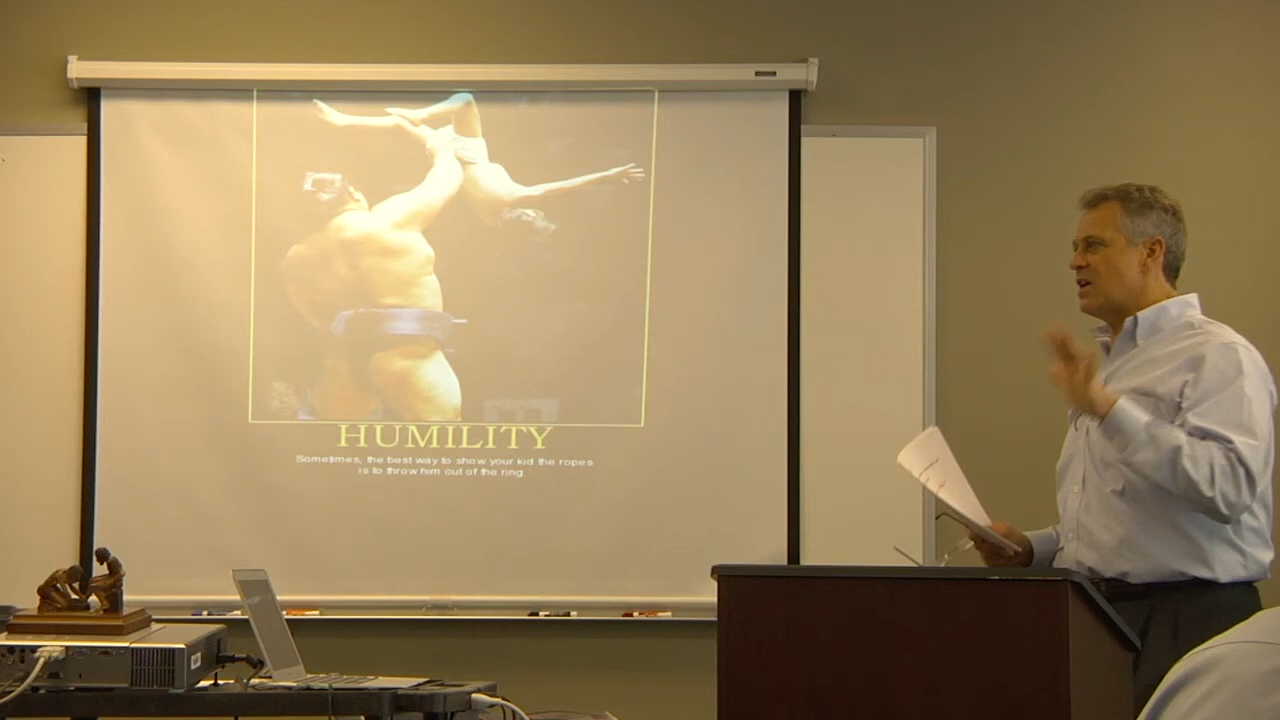 HUMILITY
Sometimes, the best way to show your kid the ropes
is to throw him out of the ring